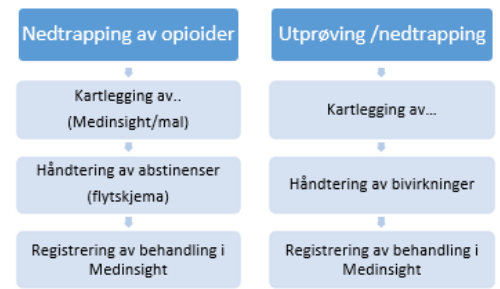 Nedtrapping av opioider
Kartlegging av..
(Medinsight/mal)
Håndtering av abstinenser
(flytskjema)
Registrering av behandling i
Medinsight
Utprøving /nedtrapping
Kartlegging av…
Håndtering av bivirkninger
Registrering av behandling i
Medinsight